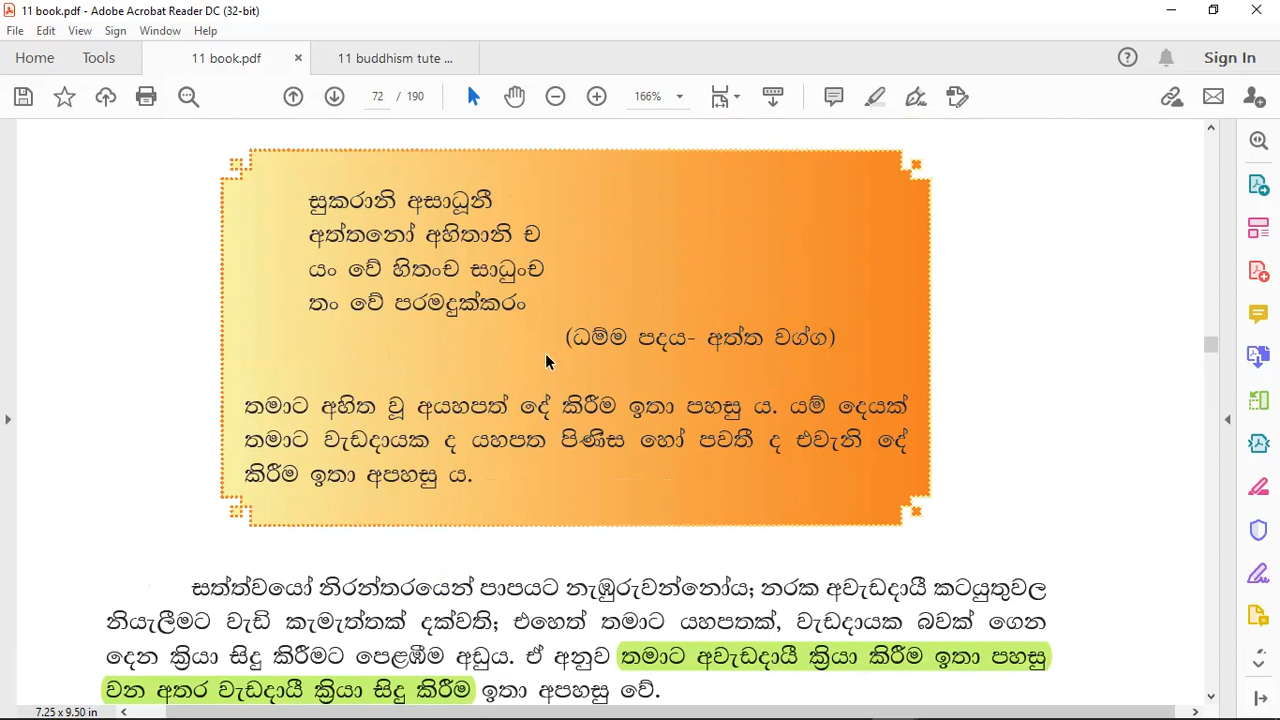 11 book.pdf - Adobe Acrobat Reader DC (32-bit)
File Edit View Sign Window Help
Home Tools 11 book.pdf × 11 buddhism tute ... Sign In
72 / 190 166%
සුකරානි අසාධූනී
අත්තනෝ අහිතානි ච
යං වේ හිතංච සාධුංච
තං වේ පරමදුක්කරං
(ධම්ම පදය- අත්ත වග්ග)
තමාට අහිත වූ අයහපත් දේ කිරීම ඉතා පහසු ය. යම් දෙයක්
තමාට වැඩදායක ද යහපත පිණිස හෝ පවතී ද එවැනි දේ
කිරීම ඉතා අපහසු ය.
සත්ත්වයෝ නිරන්තරයෙන් පාපයට නැඹුරුවන්නෝය; නරක අවැඩදායී කටයුතුවල
නියැලීමට වැඩි කැමැත්තක් දක්වති; එහෙත් තමාට යහපතක්, වැඩදායක බවක් ගෙන
දෙන ක්‍රියා සිදු කිරීමට පෙළඹීම අඩුය. ඒ අනුව තමාට අවැඩදායී ක්‍රියා කිරීම ඉතා පහසු
වන අතර වැඩදායී ක්‍රියා සිදු කිරීම ඉතා අපහසු වේ.
7.25 x 9.50 in